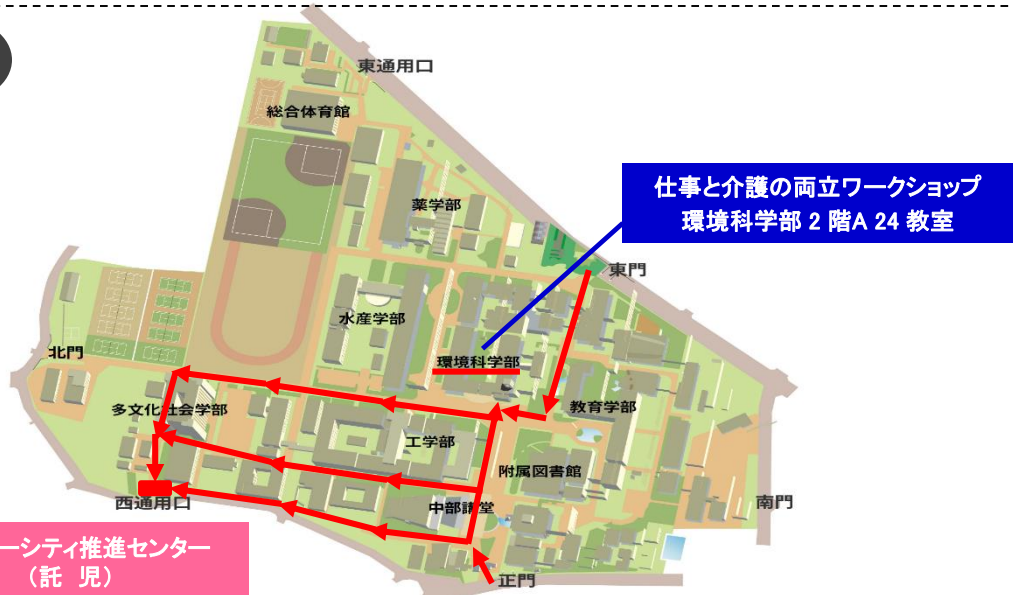 東通用口
総合体育館
仕事と介護の両立ワークショップ
環境科学部 2 階A 24 教室
薬学部
東門
水産学部
北門
環境科学部
多文化社会学部
教育学部
工学部
附属図書館
西通用口
中部講堂
南門
ーシティ推進センター
（託 児）
正門